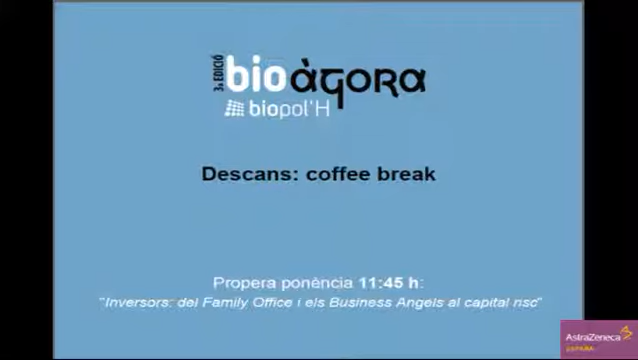 3a EDICIÓ
bioàgora
biopol'H
Descans: coffee break
Propera ponència 11:45 h:
"Inversors: del Family Office i els Business Angels al capital risc"
AstraZeneca
ESPAÑA